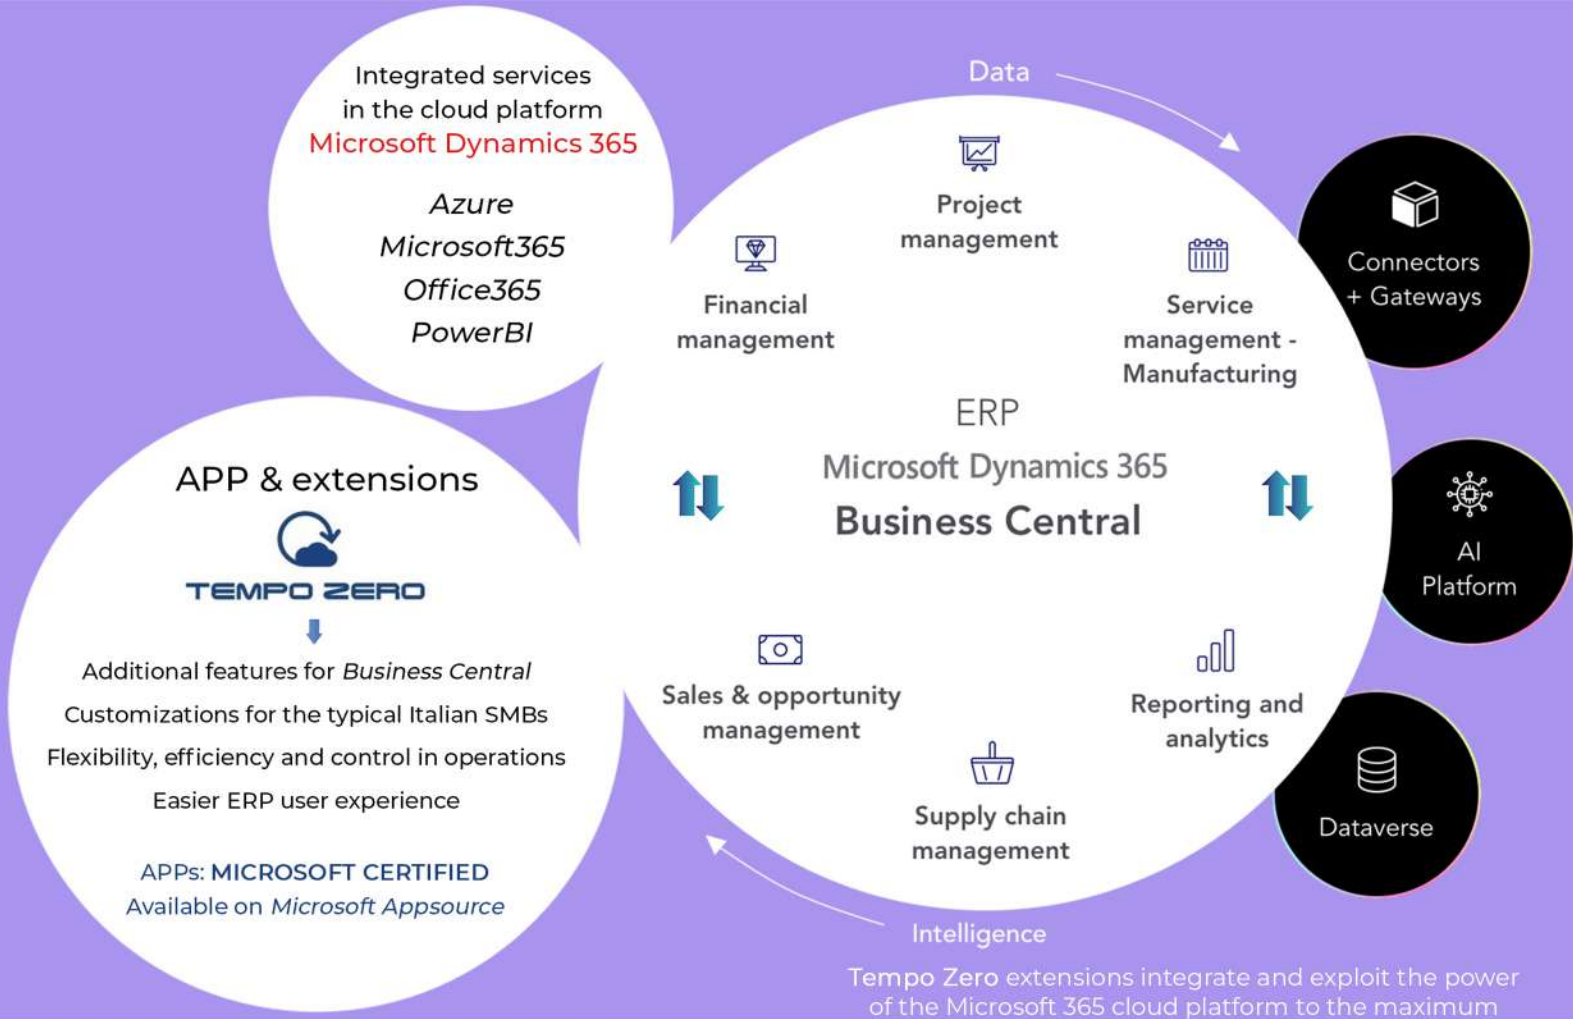 Integrated services
in the cloud platform
Microsoft Dynamics 365
Azure
Microsoft365
Office365
PowerBI
APP & extensions
TEMPO ZERO
Additional features for Business Central
Customizations for the typical Italian SMBs
Flexibility, efficiency and control in operations
Easier ERP user experience
APPs: MICROSOFT CERTIFIED
Available on Microsoft Appsource
Data
Project
management
Financial
management
Service
management -
Manufacturing
ERP
Microsoft Dynamics 365
Business Central
Sales & opportunity
management
Reporting and
analytics
Supply chain
management
Intelligence
Connectors
+ Gateways
AI
Platform
Dataverse
Tempo Zero extensions integrate and exploit the power
of the Microsoft 365 cloud platform to the maximum